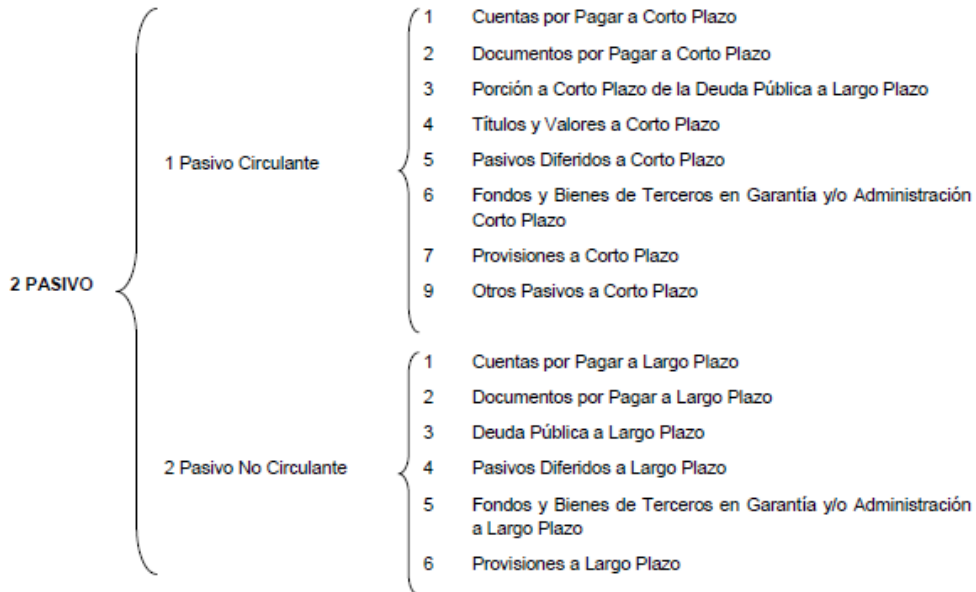 2 PASIVO
1 Pasivo Circulante
1 Cuentas por Pagar a Corto Plazo
2 Documentos por Pagar a Corto Plazo
3 Porción a Corto Plazo de la Deuda Pública a Largo Plazo
4 Títulos y Valores a Corto Plazo
5 Pasivos Diferidos a Corto Plazo
6 Fondos y Bienes de Terceros en Garantía y/o Administración
Corto Plazo
7 Provisiones a Corto Plazo
9 Otros Pasivos a Corto Plazo
2 Pasivo No Circulante
1 Cuentas por Pagar a Largo Plazo
2 Documentos por Pagar a Largo Plazo
3 Deuda Pública a Largo Plazo
4 Pasivos Diferidos a Largo Plazo
5 Fondos y Bienes de Terceros en Garantía y/o Administración
a Largo Plazo
6 Provisiones a Largo Plazo